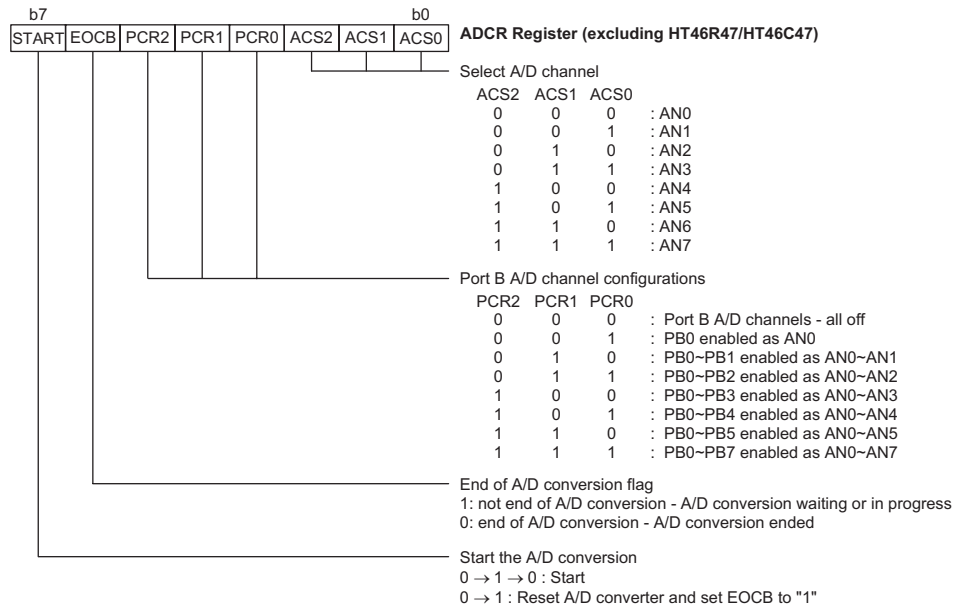 b7 b0
START EOCB PCR2 PCR1 PCR0 ACS2 ACS1 ACS0 ADCR Register (excluding HT46R47/HT46C47)
Select A/D channel
ACS2 ACS1 ACS0
0 0 0 : AN0
0 0 1 : AN1
0 1 0 : AN2
0 1 1 : AN3
1 0 0 : AN4
1 0 1 : AN5
1 1 0 : AN6
1 1 1 : AN7
Port B A/D channel configurations
PCR2 PCR1 PCR0
0 0 0 : Port B A/D channels - all off
0 0 1 : PB0 enabled as AN0
0 1 0 : PB0~PB1 enabled as AN0~AN1
0 1 1 : PB0~PB2 enabled as AN0~AN2
1 0 0 : PB0~PB3 enabled as AN0~AN3
1 0 1 : PB0~PB4 enabled as AN0~AN4
1 1 0 : PB0~PB5 enabled as AN0~AN5
1 1 1 : PB0~PB7 enabled as AN0~AN7
End of A/D conversion flag
1: not end of A/D conversion - A/D conversion waiting or in progress
0: end of A/D conversion - A/D conversion ended
Start the A/D conversion
0 → 1 → 0 : Start
0 → 1 : Reset A/D converter and set EOCB to "1"